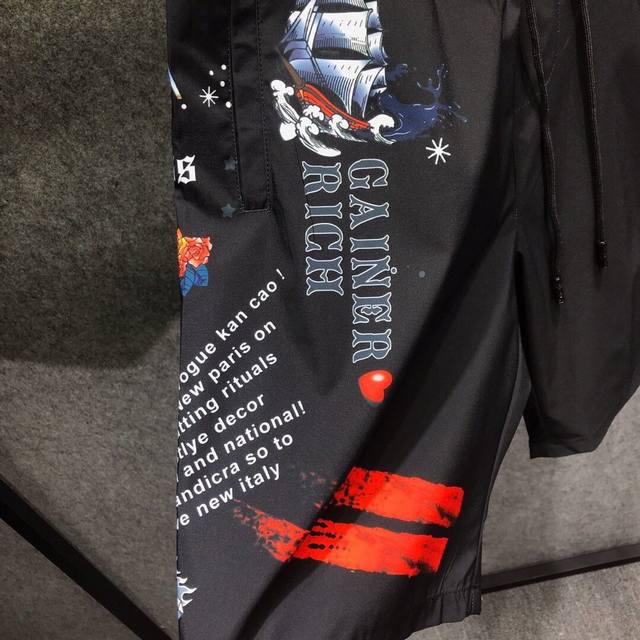 GAINER
RICH
s
ogue kan cao !
new paris on
tting rituals
tlye decor
and national!
andicra so to
e new italy